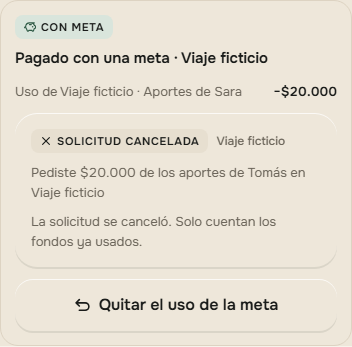 CON META
Pagado con una meta · Viaje ficticio
Uso de Viaje ficticio · Aportes de Sara −$20.000
SOLICITUD CANCELADA Viaje ficticio
Pediste $20.000 de los aportes de Tomás en
Viaje ficticio
La solicitud se canceló. Solo cuentan los
fondos ya usados.
Quitar el uso de la meta